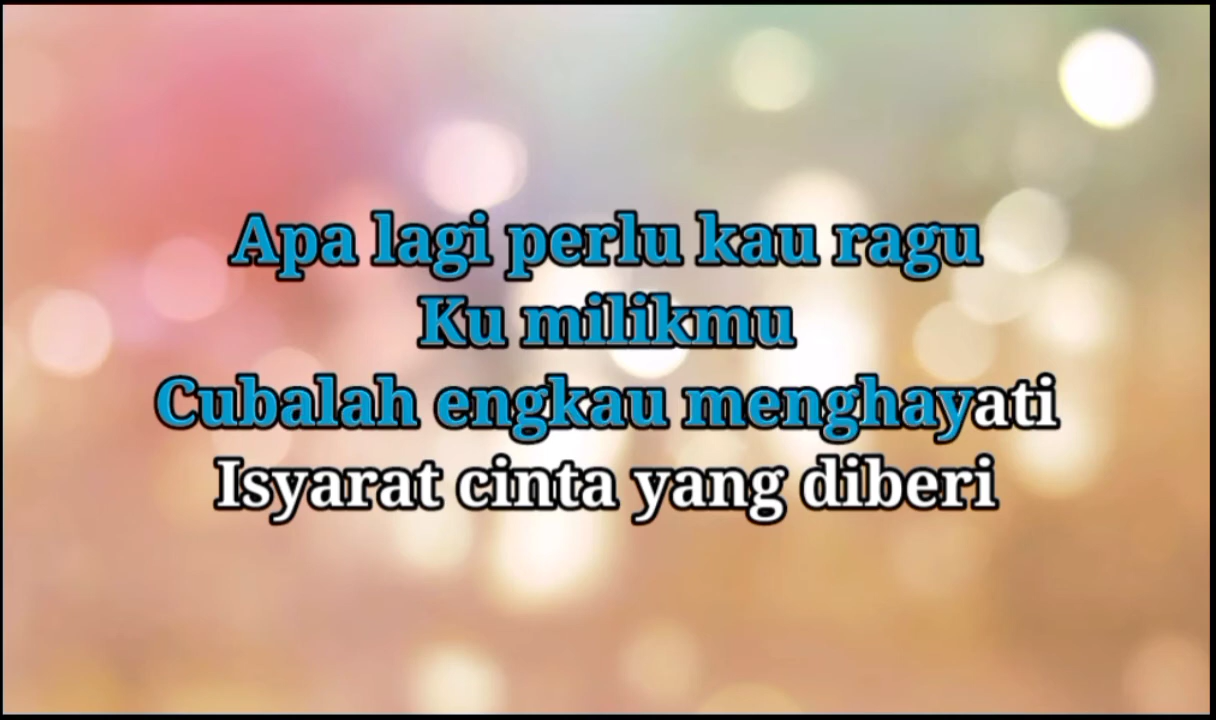 Apa lagi perlu kau ragu
Ku milikmu
Cubalah engkau menghayati
Isyarat cinta yang diberi